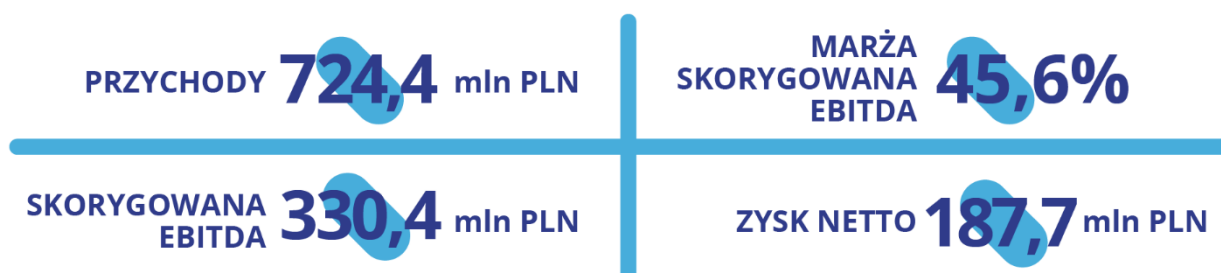 PRZYCHODY 724,4 mln PLN
MARŻA
SKORYGOWANA
EBITDA 45,6%
SKORYGOWANA
EBITDA 330,4 mln PLN
ZYSK NETTO 187,7 mln PLN